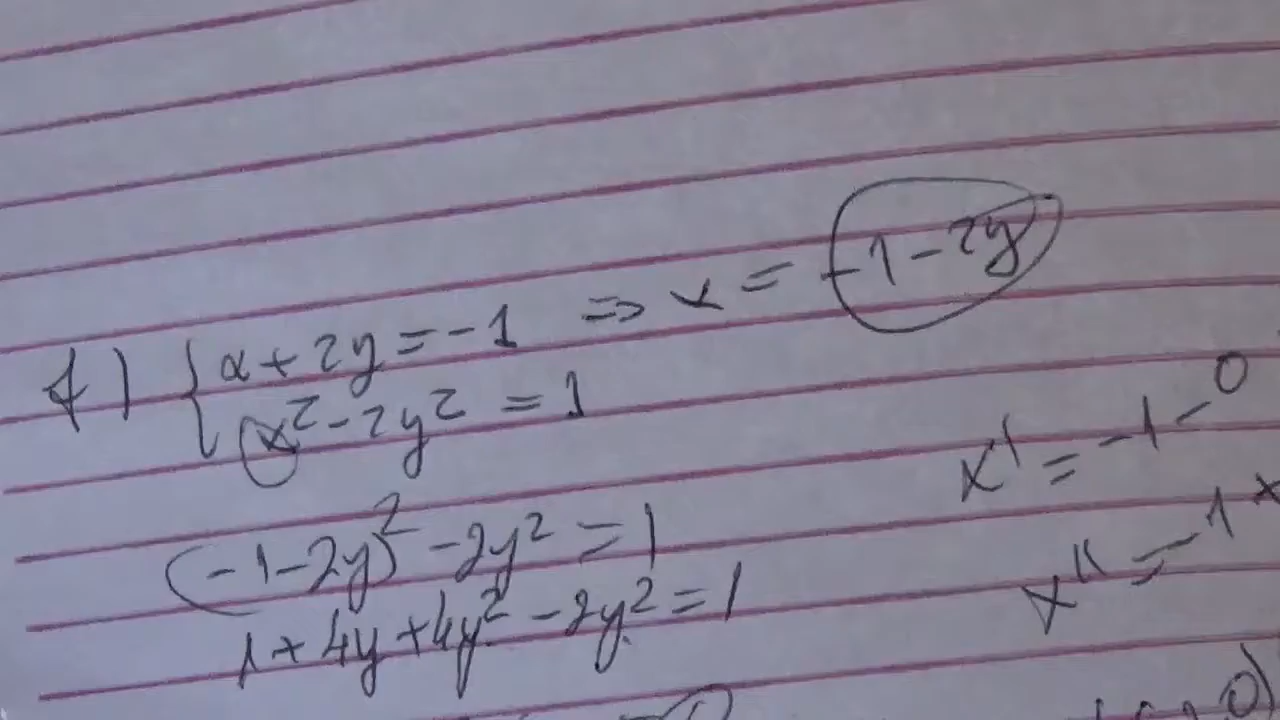 f) { x + 2y = -1 => x = -1 - 2y
x² - 2y² = 1
(-1 - 2y)² - 2y² = 1
1 + 4y + 4y² - 2y² = 1
x' = -1 - 0
x'' = -1 +